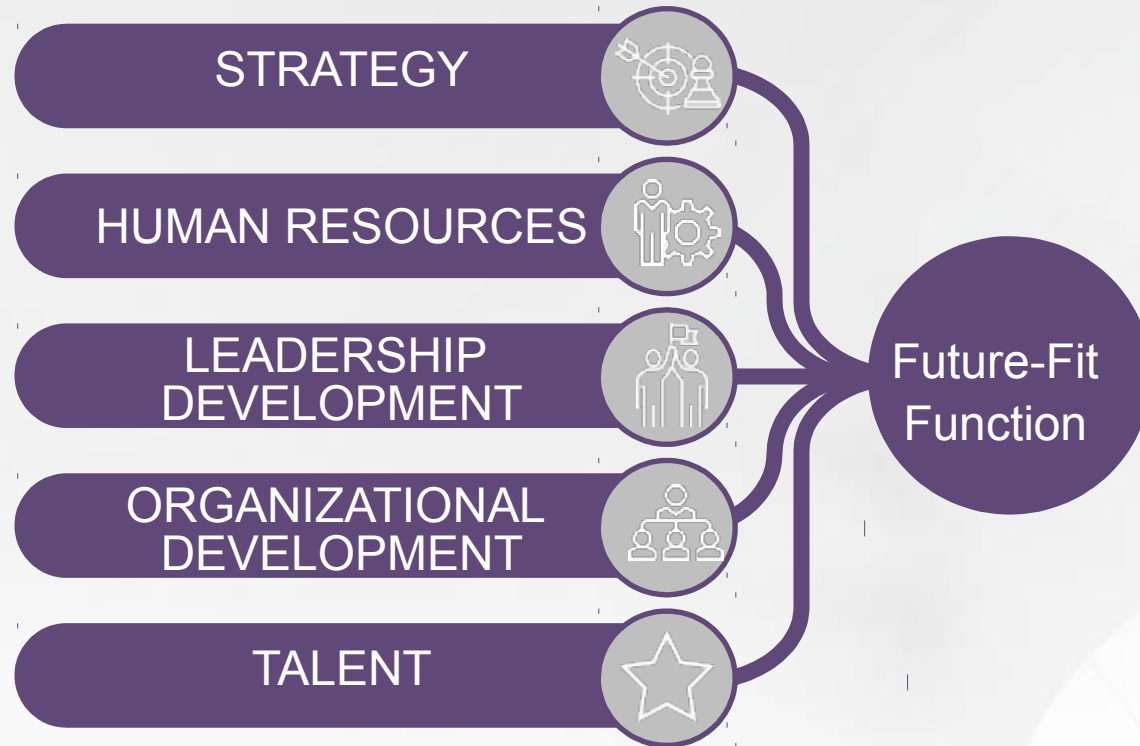 STRATEGY
HUMAN RESOURCES
LEADERSHIP
DEVELOPMENT
ORGANIZATIONAL
DEVELOPMENT
TALENT
Future-Fit
Function